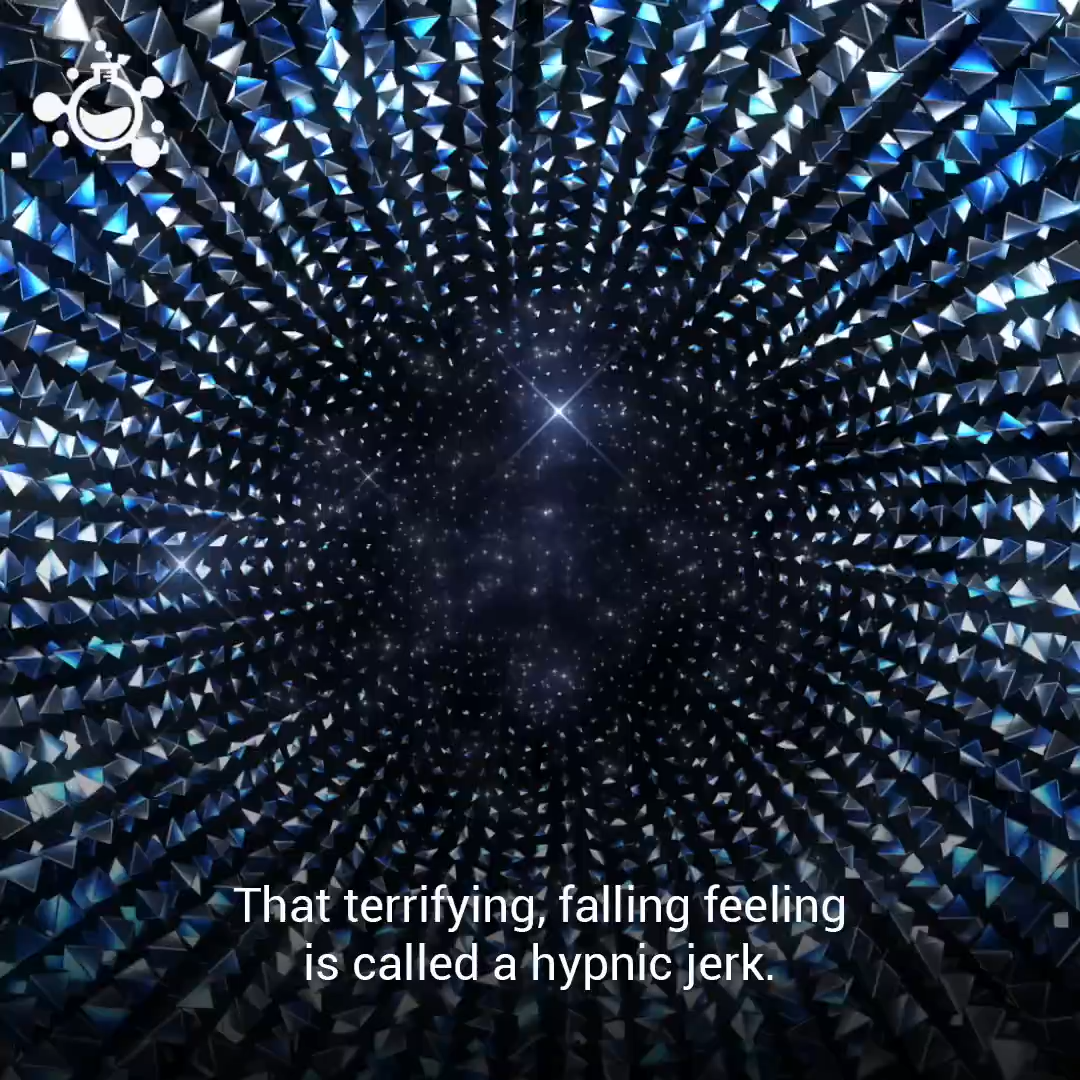 That terrifying, falling feeling
is called a hypnic jerk.